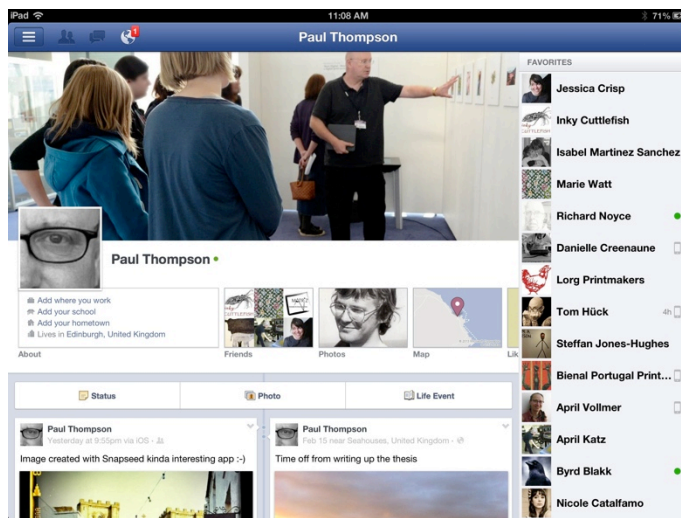 iPad
11:08 AM
71%
1
Paul Thompson
FAVORITES
Jessica Crisp
Inky Cuttlefish
Isabel Martinez Sanchez
Marie Watt
Richard Noyce
Danielle Creenaune
Lorg Printmakers
Tom Hück
4h
Steffan Jones-Hughes
Bienal Portugal Print...
April Vollmer
April Katz
Byrd Blakk
Nicole Catalfamo
Paul Thompson
Add where you work
Add your school
Add your hometown
Lives in Edinburgh, United Kingdom
About
Friends
Photos
Map
Lik
Status
Photo
Life Event
Paul Thompson
Yesterday at 9:55pm via iOS ·
Image created with Snapseed kinda interesting app :-)
Paul Thompson
Feb 15 near Seahouses, United Kingdom ·
Time off from writing up the thesis